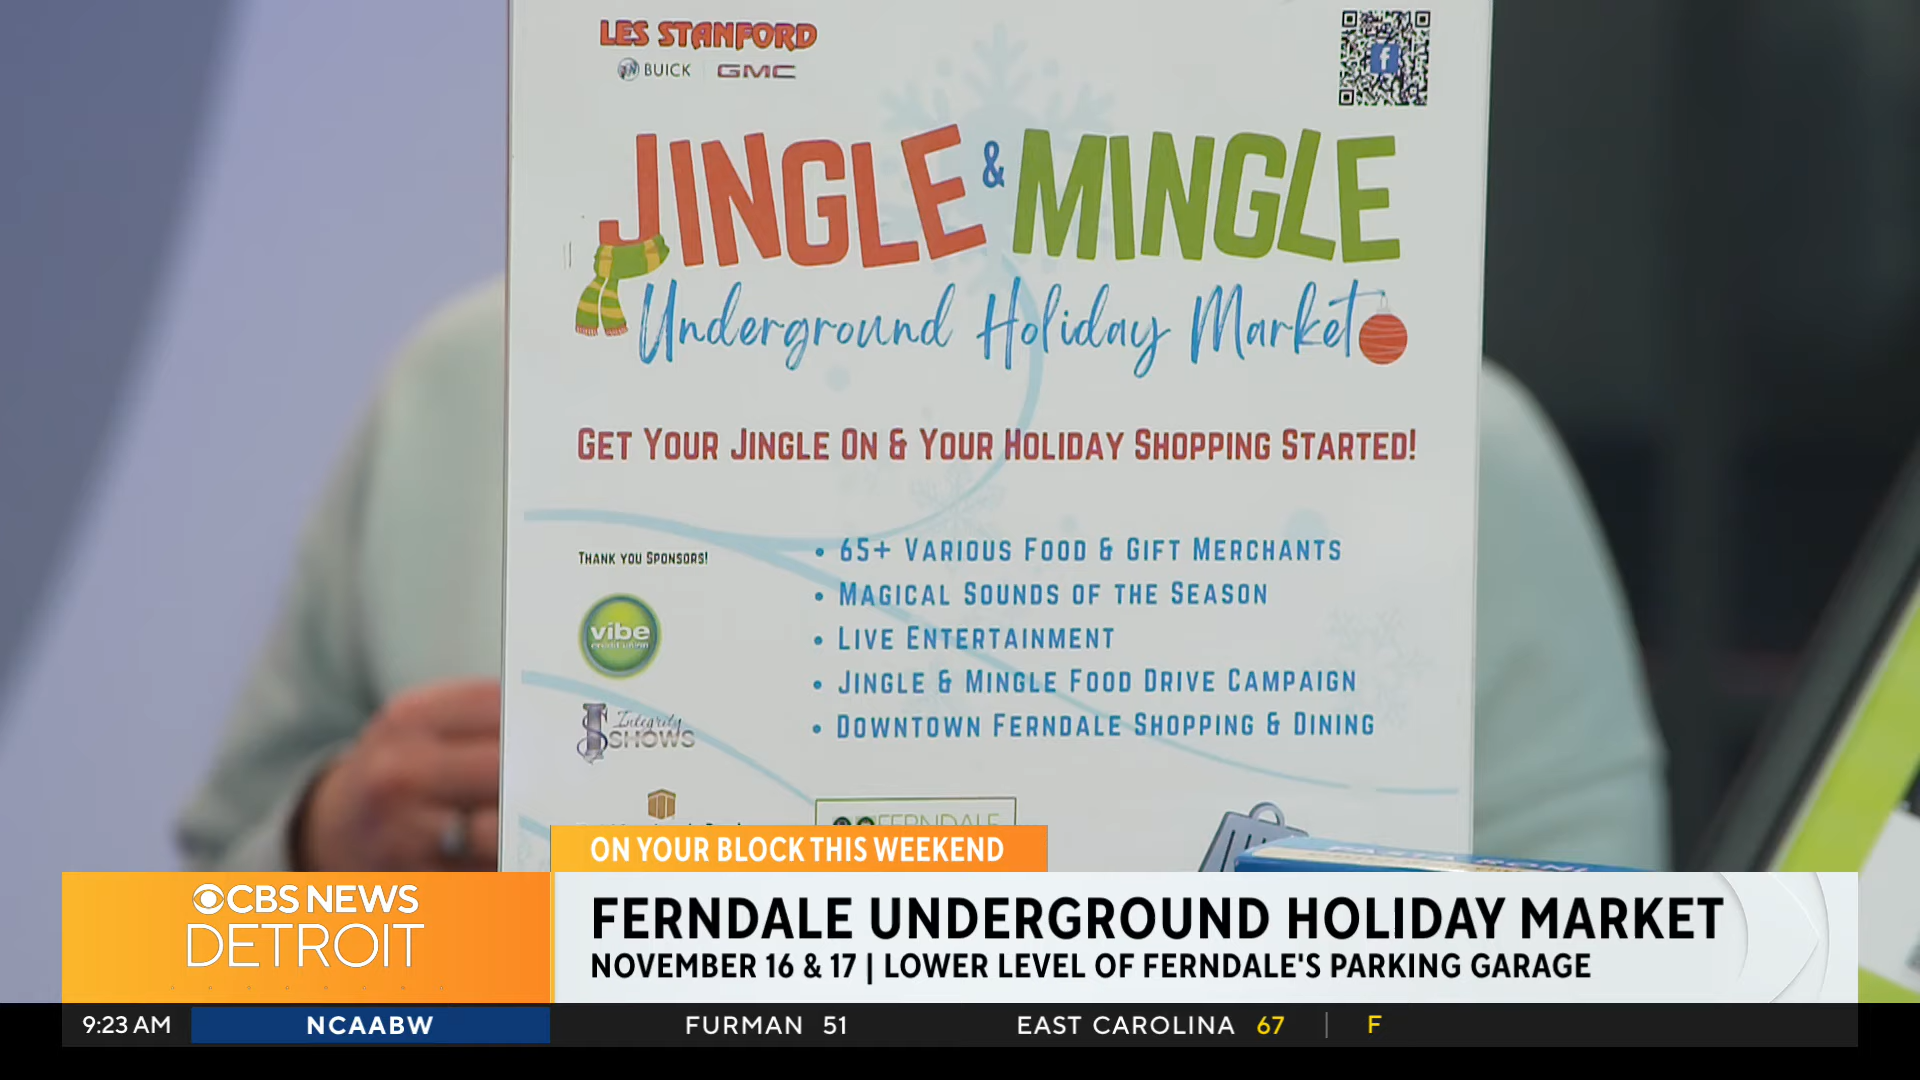 LES STANFORD
BUICK GMC
JINGLE & MINGLE
Underground Holiday Market
GET YOUR JINGLE ON & YOUR HOLIDAY SHOPPING STARTED!
THANK YOU SPONSORS!
• 65+ VARIOUS FOOD & GIFT MERCHANTS
• MAGICAL SOUNDS OF THE SEASON
• LIVE ENTERTAINMENT
• JINGLE & MINGLE FOOD DRIVE CAMPAIGN
• DOWNTOWN FERNDALE SHOPPING & DINING
vibe
credit union
Integrity
SHOWS
FERNDALE
ON YOUR BLOCK THIS WEEKEND
CBS NEWS
DETROIT
FERNDALE UNDERGROUND HOLIDAY MARKET
NOVEMBER 16 & 17 | LOWER LEVEL OF FERNDALE'S PARKING GARAGE
9:23 AM NCAABW FURMAN 51 EAST CAROLINA 67 | F